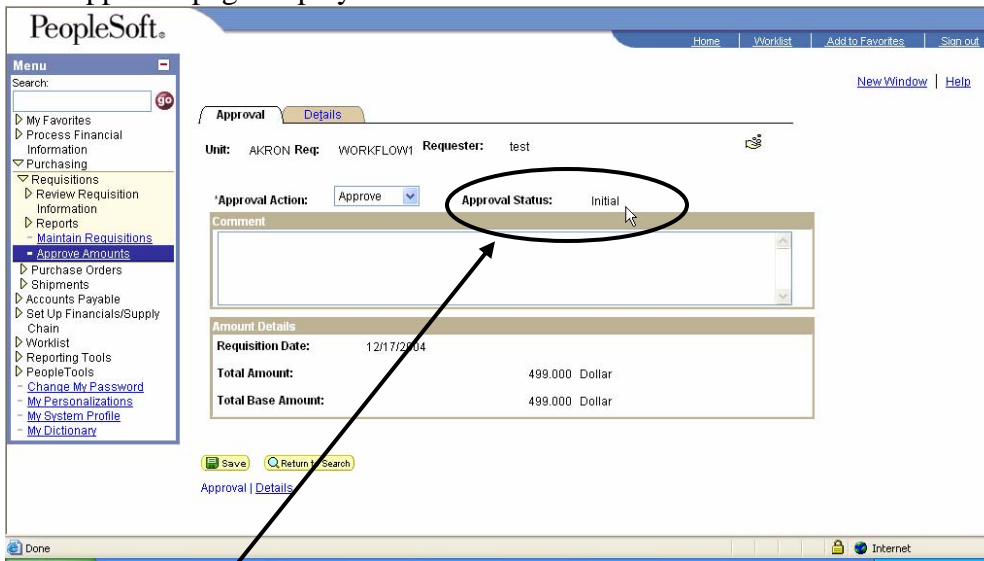 PeopleSoft®
Home | Worklist | Add to Favorites | Sign out
Menu
Search:
go
New Window | Help
My Favorites
Process Financial
Information
Purchasing
Requisitions
Review Requisition
Information
Reports
Maintain Requisitions
Approve Amounts
Purchase Orders
Shipments
Accounts Payable
Set Up Financials/Supply
Chain
Worklist
Reporting Tools
PeopleTools
Change My Password
My Personalizations
My System Profile
My Dictionary
Approval Details
Unit: AKRON Req: WORKFLOW1 Requester: test
*Approval Action: Approve Approval Status: Initial
Comment
Amount Details
Requisition Date: 12/17/2004
Total Amount: 499.000 Dollar
Total Base Amount: 499.000 Dollar
Save Return to Search
Approval | Details
Done Internet